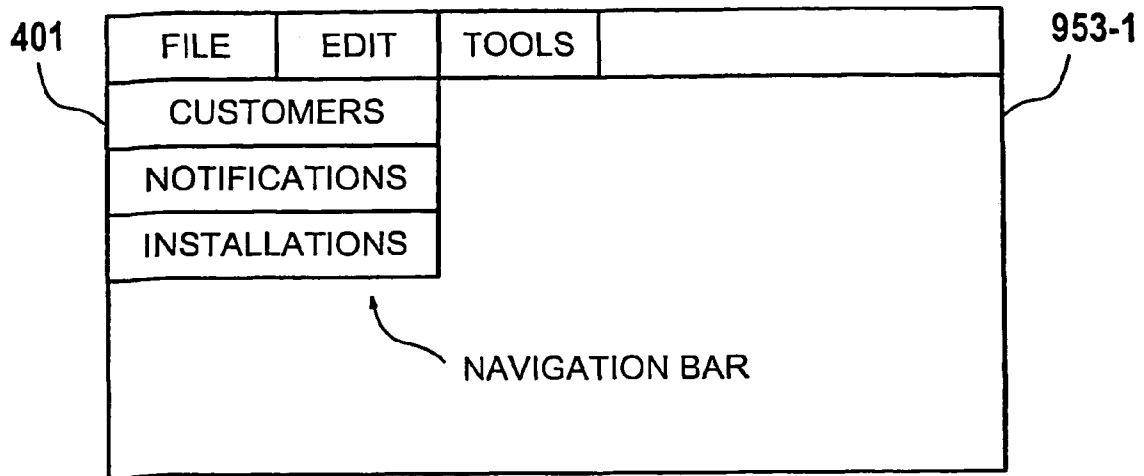 401 FILE EDIT TOOLS 953-1
CUSTOMERS
NOTIFICATIONS
INSTALLATIONS
NAVIGATION BAR